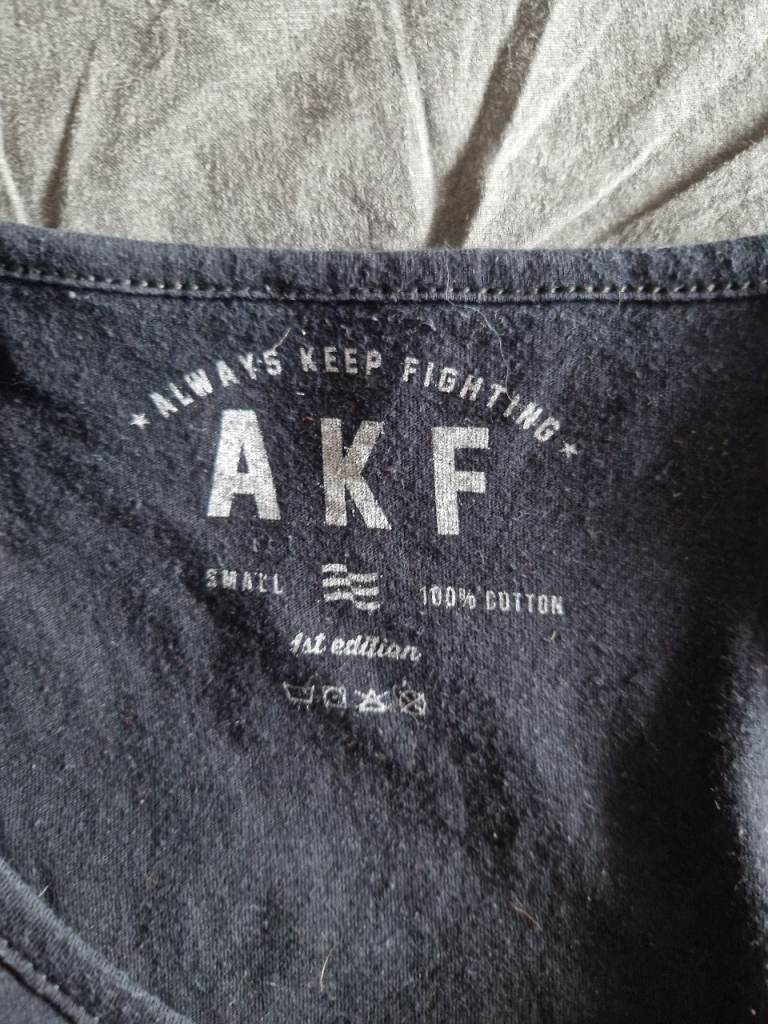 ★ALWAYS KEEP FIGHTING★
AKF
SMALL 100% COTTON
1st edition